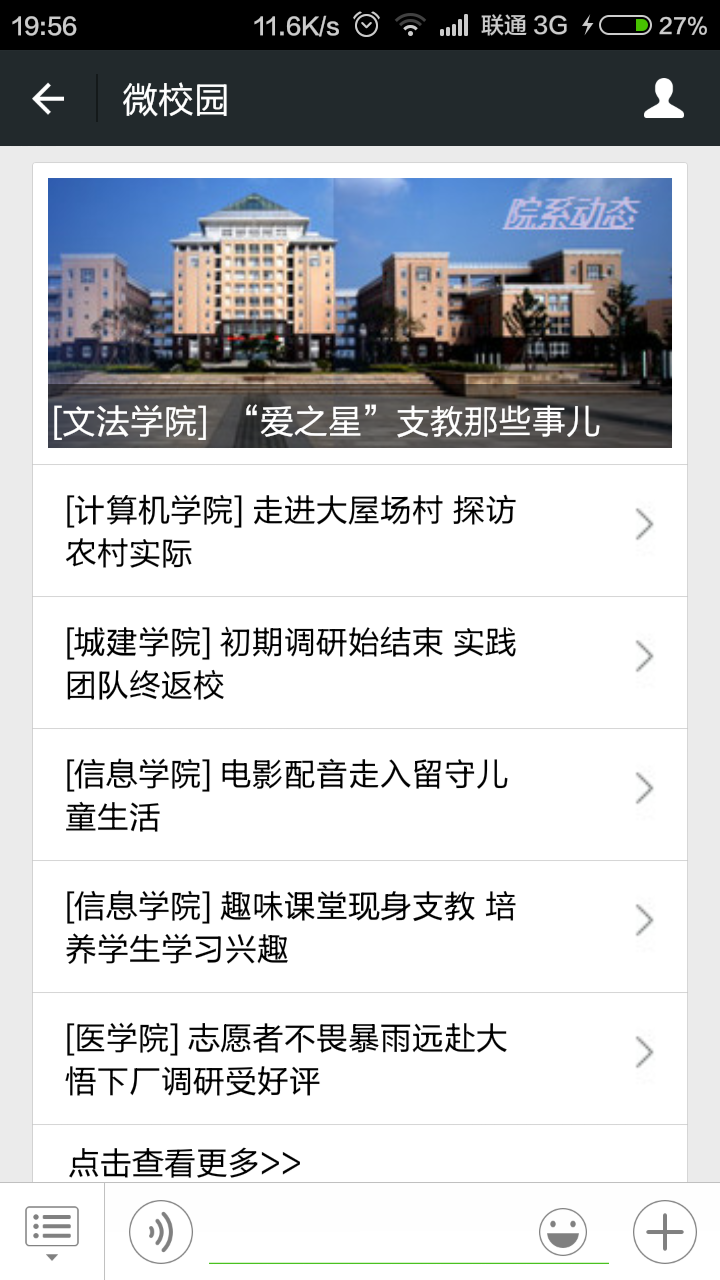 19:56 11.6K/s 联通 3G 27%
微校园
院系动态
[文法学院] “爱之星”支教那些事儿
[计算机学院] 走进大屋场村 探访
农村实际
[城建学院] 初期调研始结束 实践
团队终返校
[信息学院] 电影配音走入留守儿
童生活
[信息学院] 趣味课堂现身支教 培
养学生学习兴趣
[医学院] 志愿者不畏暴雨远赴大
悟下厂调研受好评
点击查看更多>>